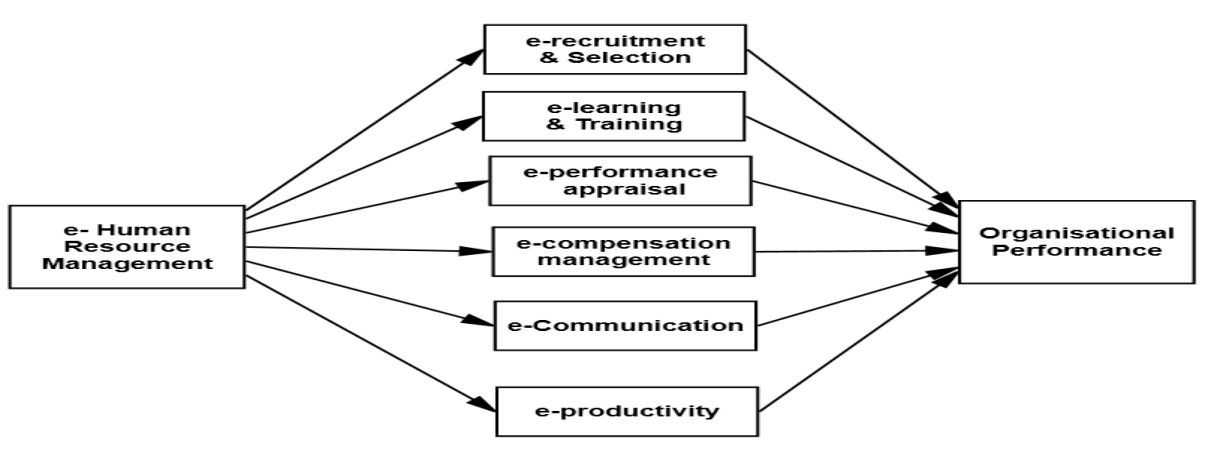 e-recruitment
& Selection
e-learning
& Training
e-performance
appraisal
e- Human
Resource
Management
e-compensation
management
Organisational
Performance
e-Communication
e-productivity